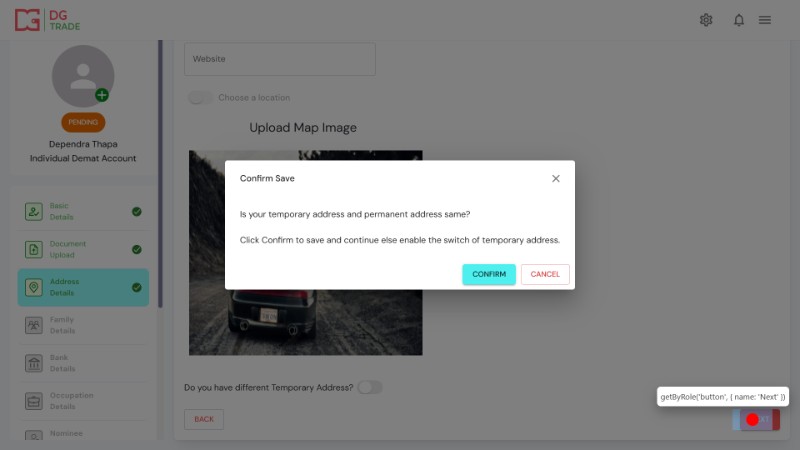 DG
TRADE
PENDING
Dependra Thapa
Individual Demat Account
Basic
Details
Document
Upload
Address
Details
Family
Details
Bank
Details
Occupation
Details
Nominee
Website
Choose a location
Upload Map Image
Confirm Save
Is your temporary address and permanent address same?
Click Confirm to save and continue else enable the switch of temporary address.
CONFIRM
CANCEL
Do you have different Temporary Address?
BACK
getByRole('button', { name: 'Next' })